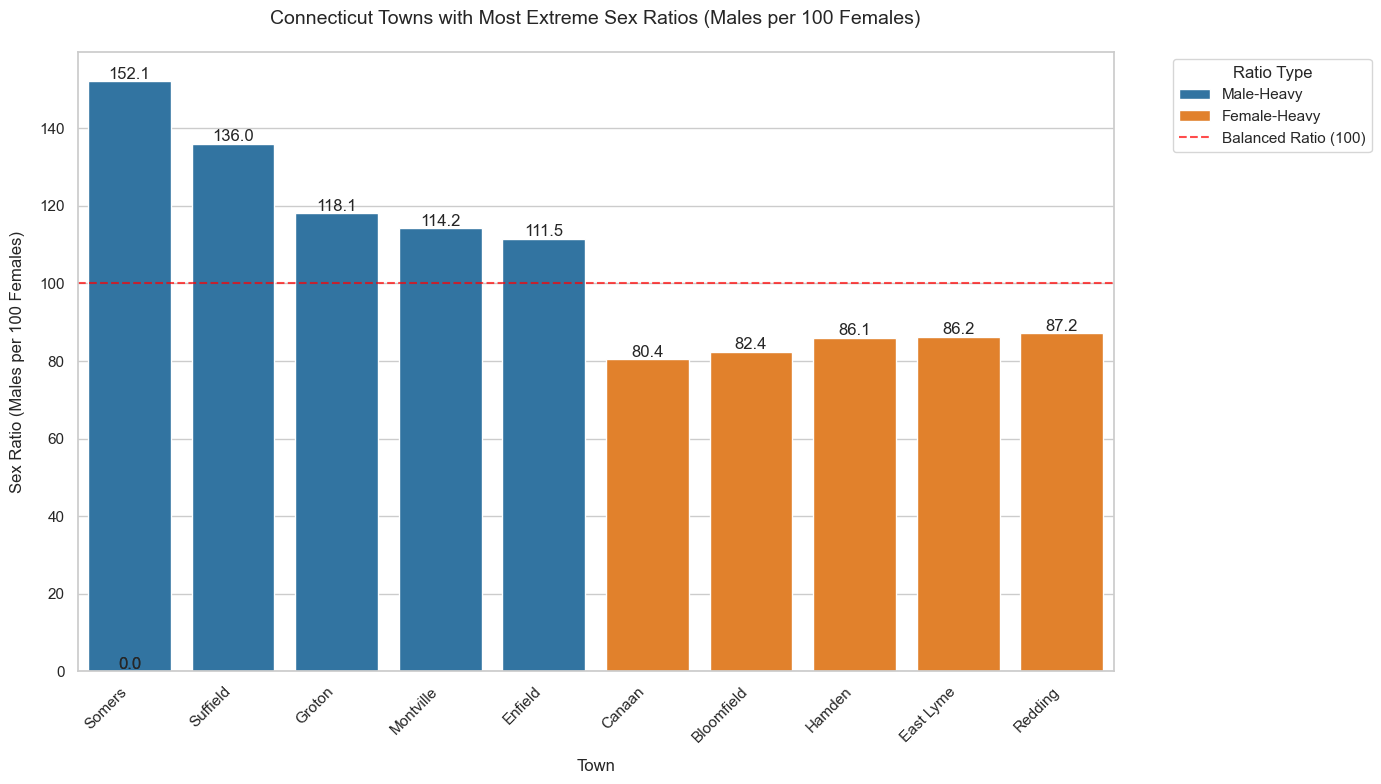 Connecticut Towns with Most Extreme Sex Ratios (Males per 100 Females)
Ratio Type
Male-Heavy
Female-Heavy
Balanced Ratio (100)
Sex Ratio (Males per 100 Females)
140
120
100
80
60
40
20
0
152.1
136.0
118.1
114.2
111.5
80.4
82.4
86.1
86.2
87.2
0.0
Somers
Suffield
Groton
Montville
Enfield
Canaan
Bloomfield
Hamden
East Lyme
Redding
Town